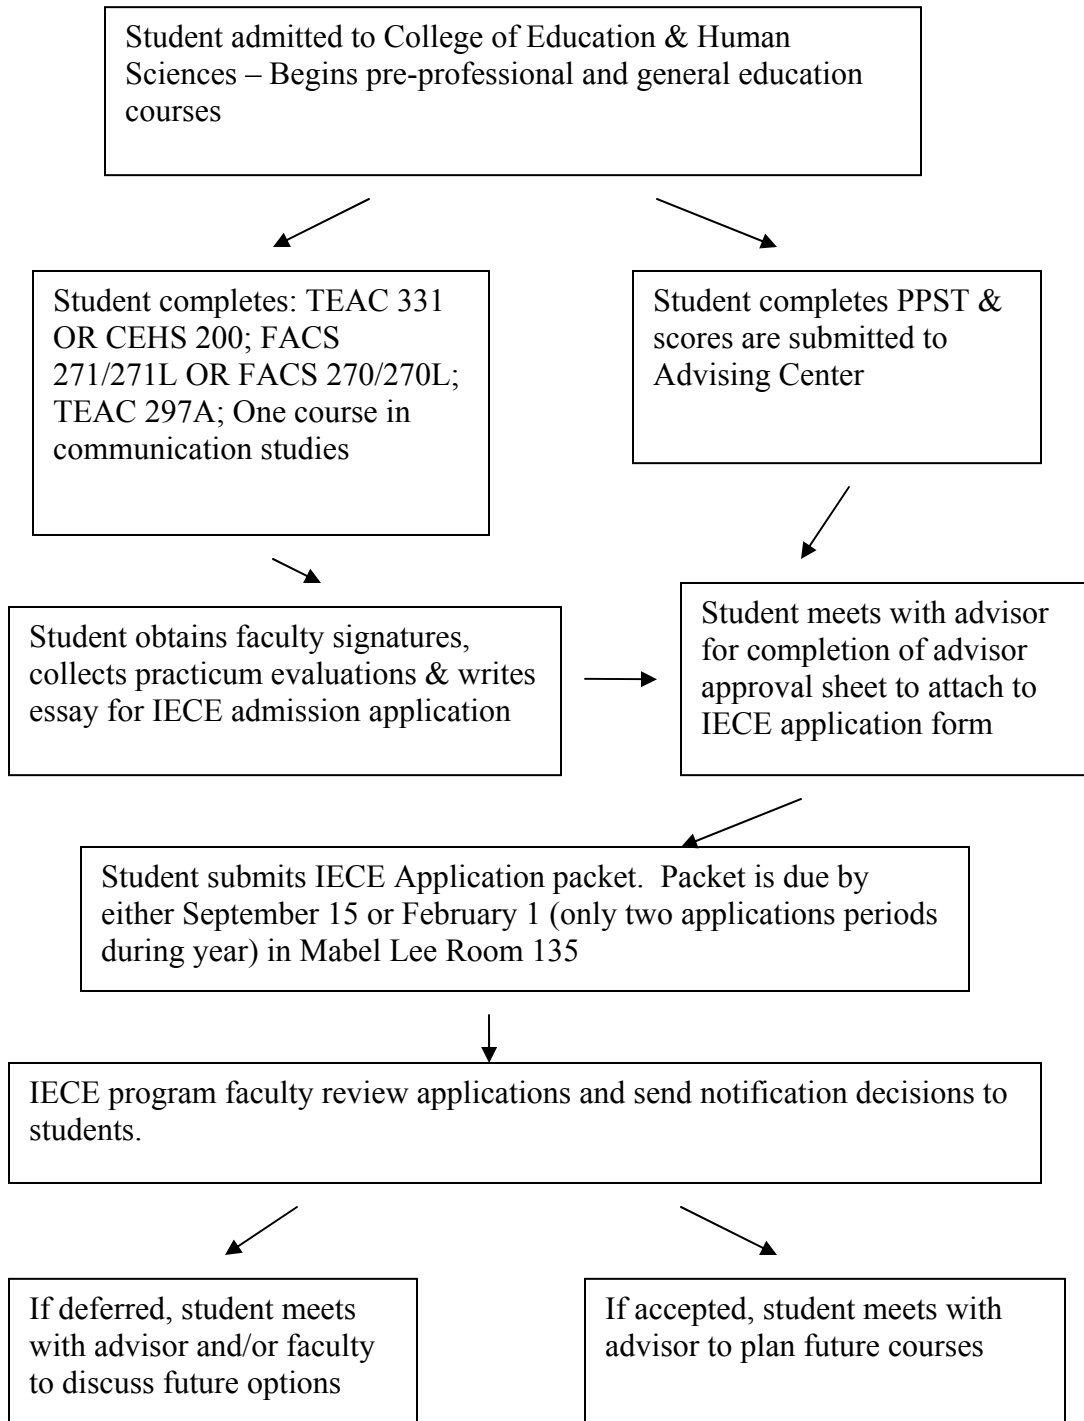 Student admitted to College of Education & Human
Sciences – Begins pre-professional and general education
courses
Student completes: TEAC 331
OR CEHS 200; FACS
271/271L OR FACS 270/270L;
TEAC 297A; One course in
communication studies
Student completes PPST &
scores are submitted to
Advising Center
Student obtains faculty signatures,
collects practicum evaluations & writes
essay for IECE admission application
Student meets with advisor
for completion of advisor
approval sheet to attach to
IECE application form
Student submits IECE Application packet.  Packet is due by
either September 15 or February 1 (only two applications periods
during year) in Mabel Lee Room 135
IECE program faculty review applications and send notification decisions to
students.
If deferred, student meets
with advisor and/or faculty
to discuss future options
If accepted, student meets with
advisor to plan future courses